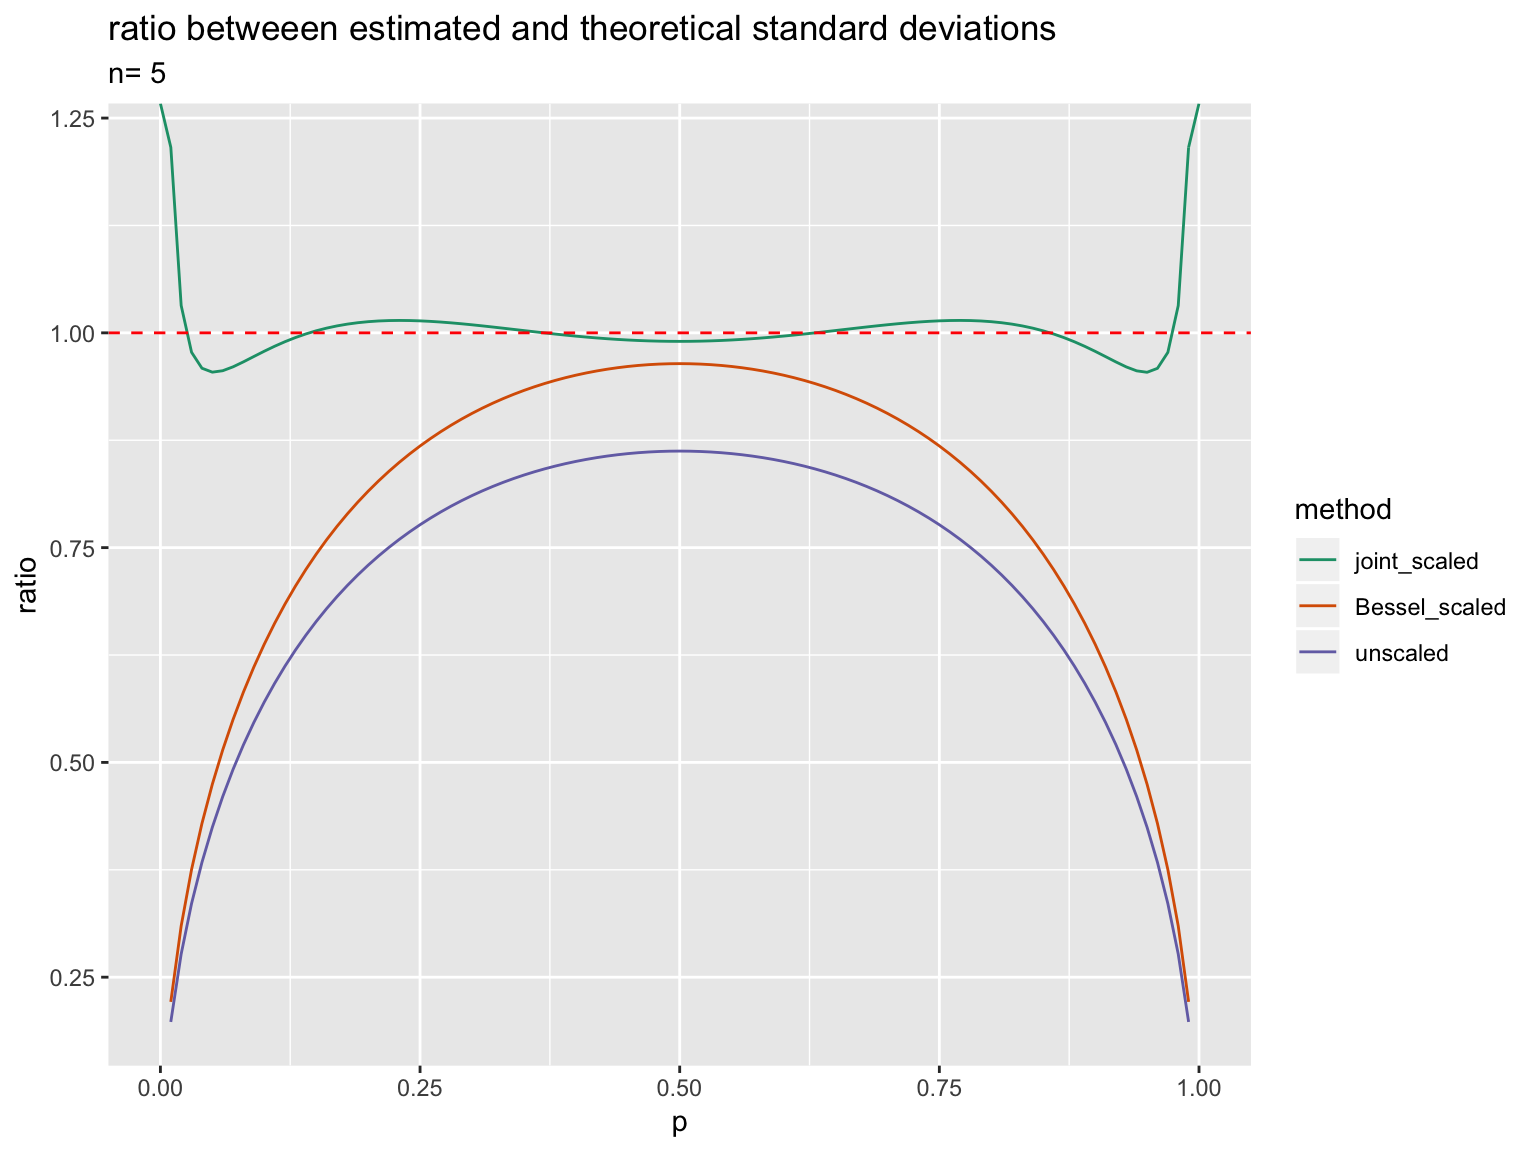 ratio betweeen estimated and theoretical standard deviations
n= 5
1.25
1.00
0.75
0.50
0.25
ratio
0.00
0.25
0.50
0.75
1.00
p
method
joint_scaled
Bessel_scaled
unscaled